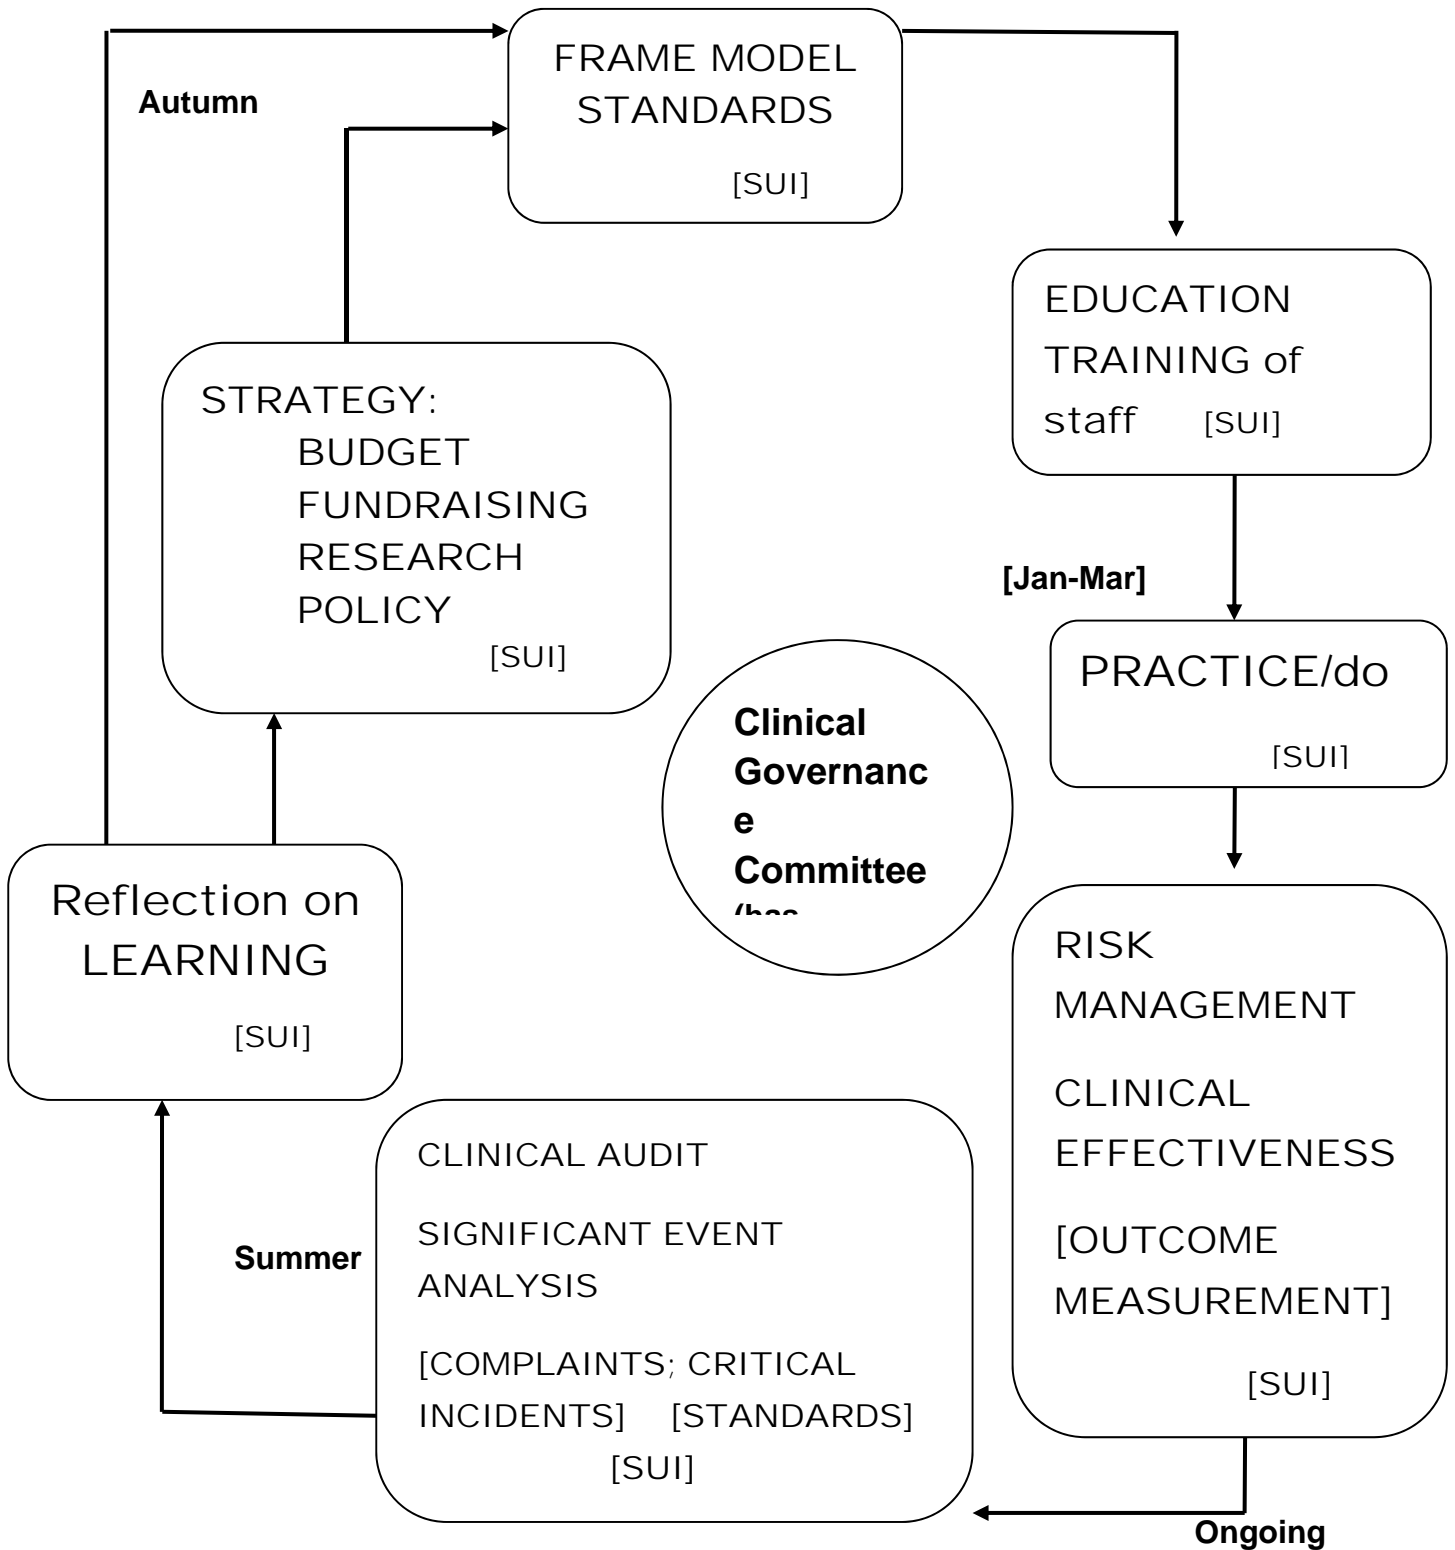 FRAME MODEL
STANDARDS
[SUI]
Autumn
EDUCATION
TRAINING of
staff [SUI]
STRATEGY:
BUDGET
FUNDRAISING
RESEARCH
POLICY
[SUI]
[Jan-Mar]
PRACTICE/do
[SUI]
Clinical
Governanc
e
Committee
Reflection on
LEARNING
[SUI]
RISK
MANAGEMENT
CLINICAL
EFFECTIVENESS
[OUTCOME
MEASUREMENT]
[SUI]
CLINICAL AUDIT
SIGNIFICANT EVENT
ANALYSIS
[COMPLAINTS; CRITICAL
INCIDENTS] [STANDARDS]
[SUI]
Summer
Ongoing